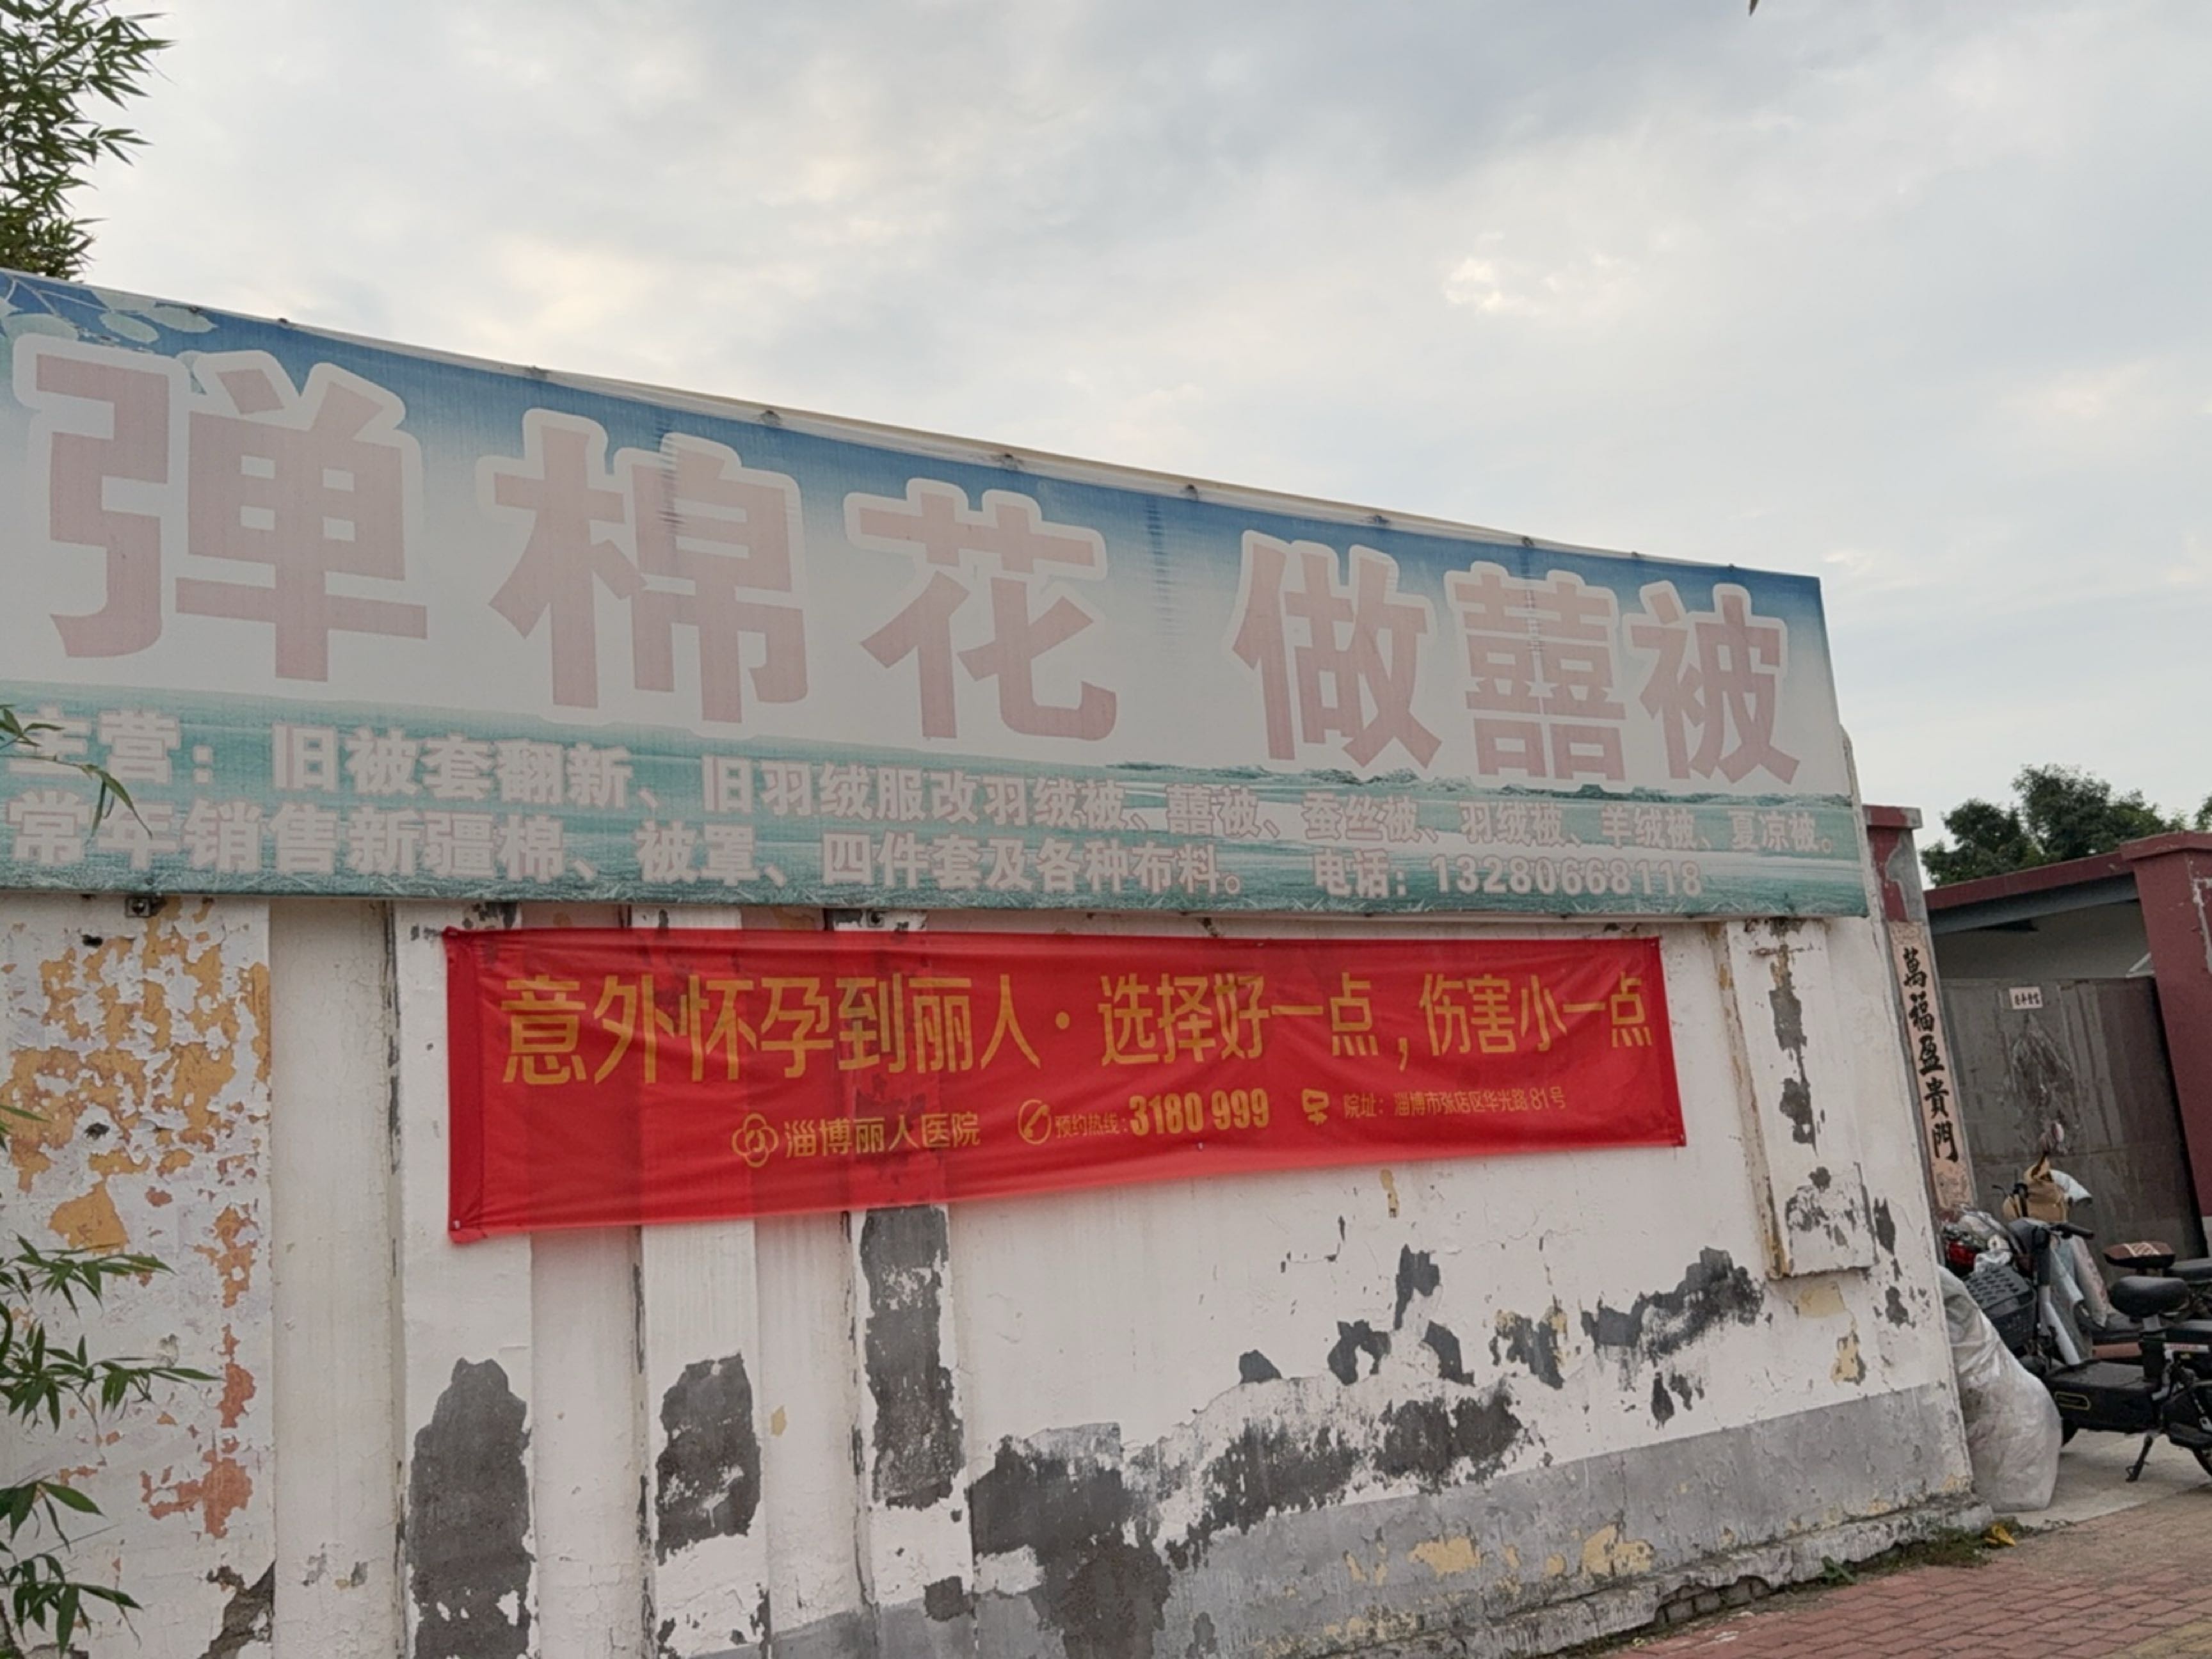 弹棉花 做囍被
主营：旧被套翻新、旧羽绒服改羽绒被、囍被、蚕丝被、羽绒被、羊绒被、夏凉被。
常年销售新疆棉、被罩、四件套及各种布料。 电话：13280668118
意外怀孕到丽人·选择好一点，伤害小一点
淄博丽人医院 预约热线：3180 999 院址：淄博市张店区华光路81号
萬福盈貴門